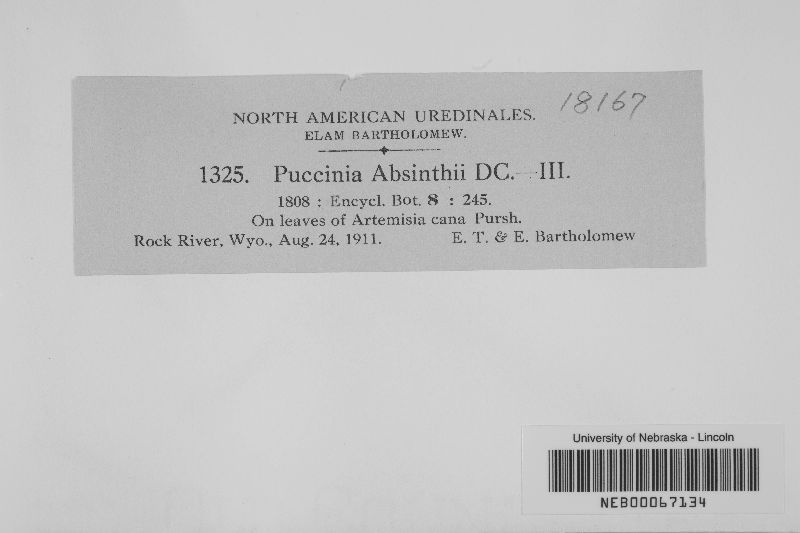 18167
NORTH AMERICAN UREDINALES.
ELAM BARTHOLOMEW.
1325. Puccinia Absinthii DC.—III.
1808 : Encycl. Bot. 8 : 245.
On leaves of Artemisia cana Pursh.
Rock River, Wyo., Aug. 24, 1911. E. T. & E. Bartholomew
University of Nebraska - Lincoln
NEB00067134